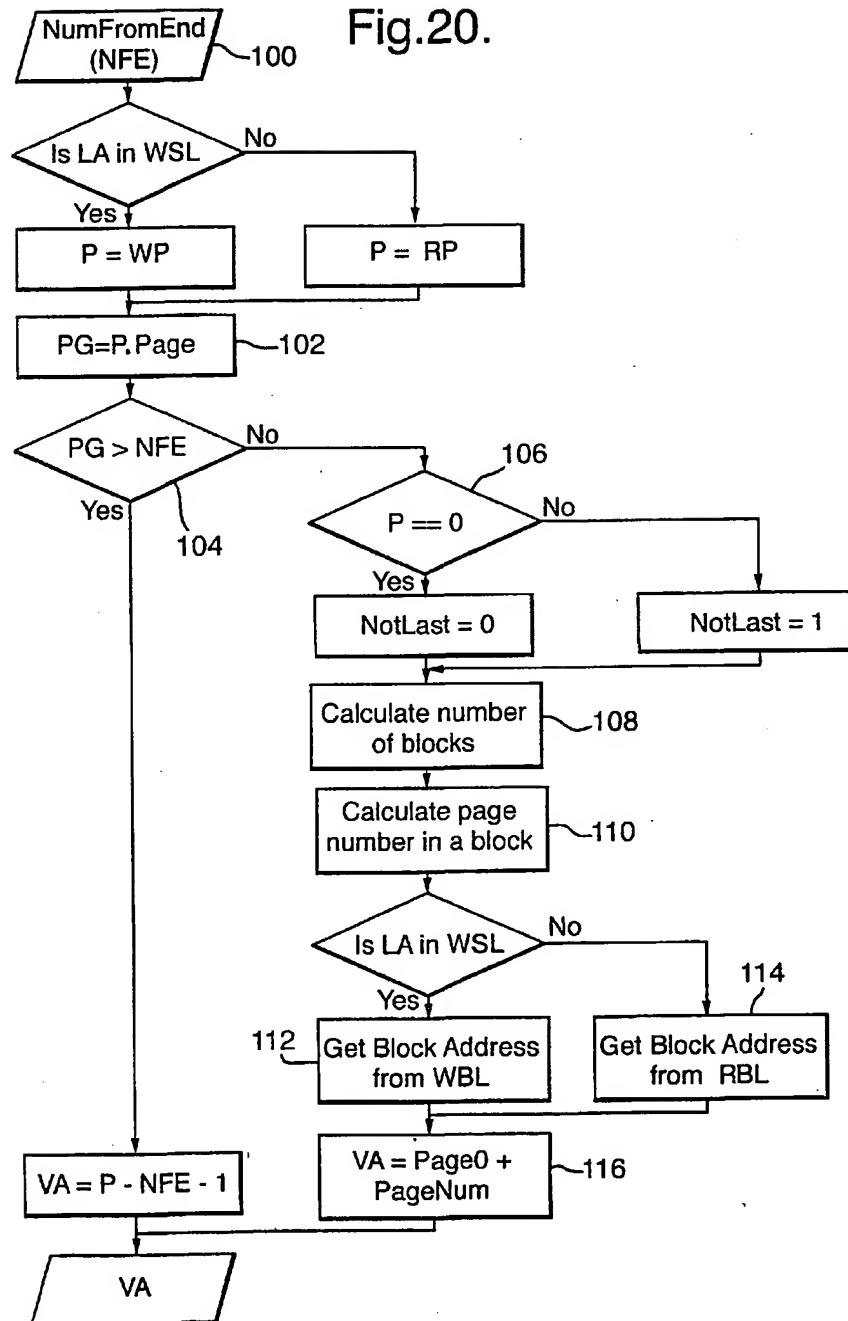 Fig.20.
NumFromEnd
(NFE)
100
Is LA in WSL
No
Yes
P = WP
P = RP
PG=P.Page
102
PG > NFE
No
Yes
104
106
P == 0
No
Yes
NotLast = 0
NotLast = 1
Calculate number
of blocks
108
Calculate page
number in a block
110
Is LA in WSL
No
Yes
114
112
Get Block Address
from WBL
Get Block Address
from RBL
VA = P - NFE - 1
VA = Page0 +
PageNum
116
VA